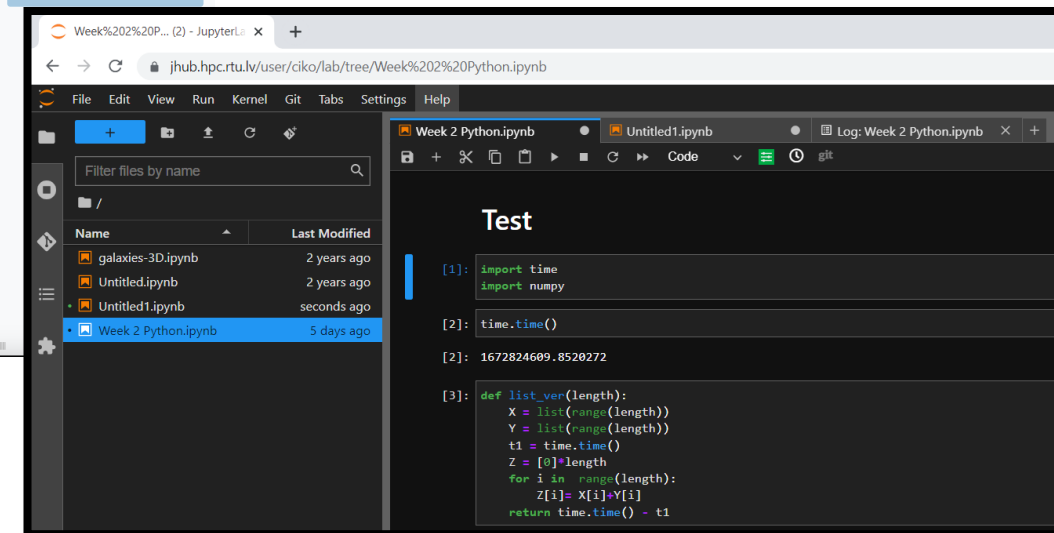 Week%202%20P... (2) - JupyterLa
jhub.hpc.rtu.lv/user/ciko/lab/tree/Week%202%20Python.ipynb
File Edit View Run Kernel Git Tabs Settings Help
Filter files by name
/
Name Last Modified
galaxies-3D.ipynb 2 years ago
Untitled.ipynb 2 years ago
Untitled1.ipynb seconds ago
Week 2 Python.ipynb 5 days ago
Week 2 Python.ipynb Untitled1.ipynb Log: Week 2 Python.ipynb
Code git
Test
[1]: import time
import numpy
[2]: time.time()
[2]: 1672824609.8520272
[3]: def list_ver(length):
X = list(range(length))
Y = list(range(length))
t1 = time.time()
Z = [0]*length
for i in  range(length):
Z[i]= X[i]+Y[i]
return time.time() - t1